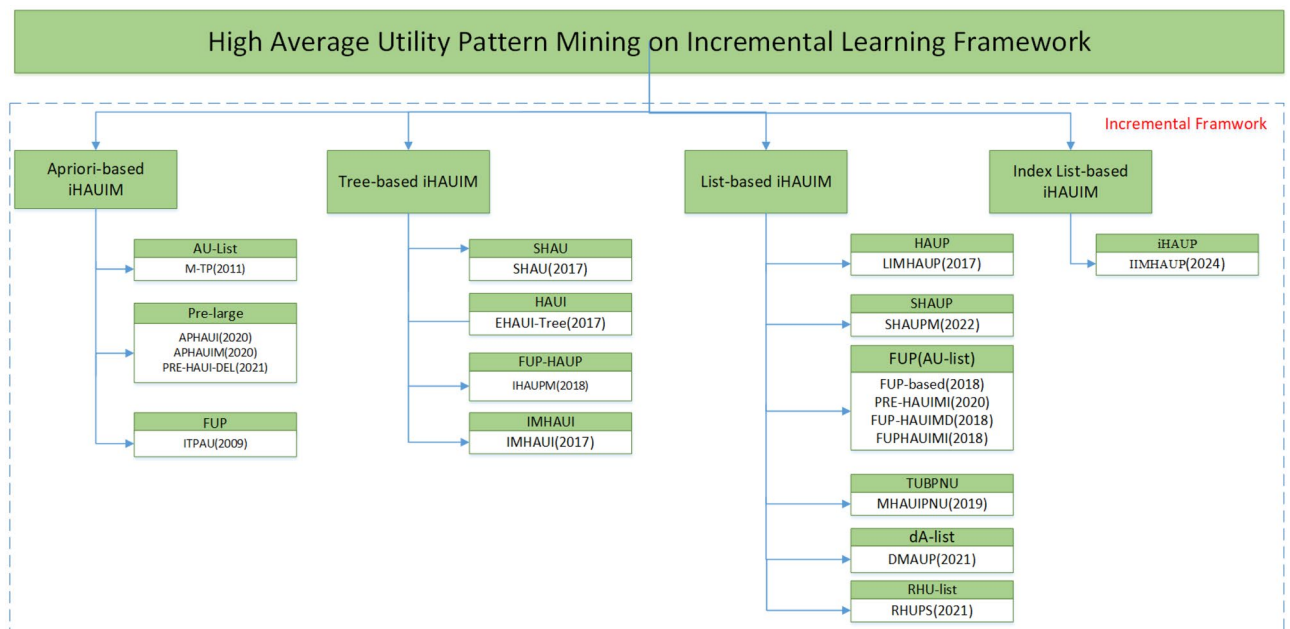 High Average Utility Pattern Mining on Incremental Learning Framework
Incremental Framwork
Apriori-based
iHAUIM
AU-List
M-TP(2011)
Pre-large
APHAUI(2020)
APHAUIM(2020)
PRE-HAUI-DEL(2021)
FUP
ITPAU(2009)
Tree-based iHAUIM
SHAU
SHAU(2017)
HAUI
EHAUI-Tree(2017)
FUP-HAUP
IHAUPM(2018)
IMHAUI
IMHAUI(2017)
List-based iHAUIM
HAUP
LIMHAUP(2017)
SHAUP
SHAUPM(2022)
FUP(AU-list)
FUP-based(2018)
PRE-HAUIMI(2020)
FUP-HAUIMD(2018)
FUPHAUIMI(2018)
TUBPNU
MHAUIPNU(2019)
dA-list
DMAUP(2021)
RHU-list
RHUPS(2021)
Index List-based
iHAUIM
iHAUP
IIMHAUP(2024)